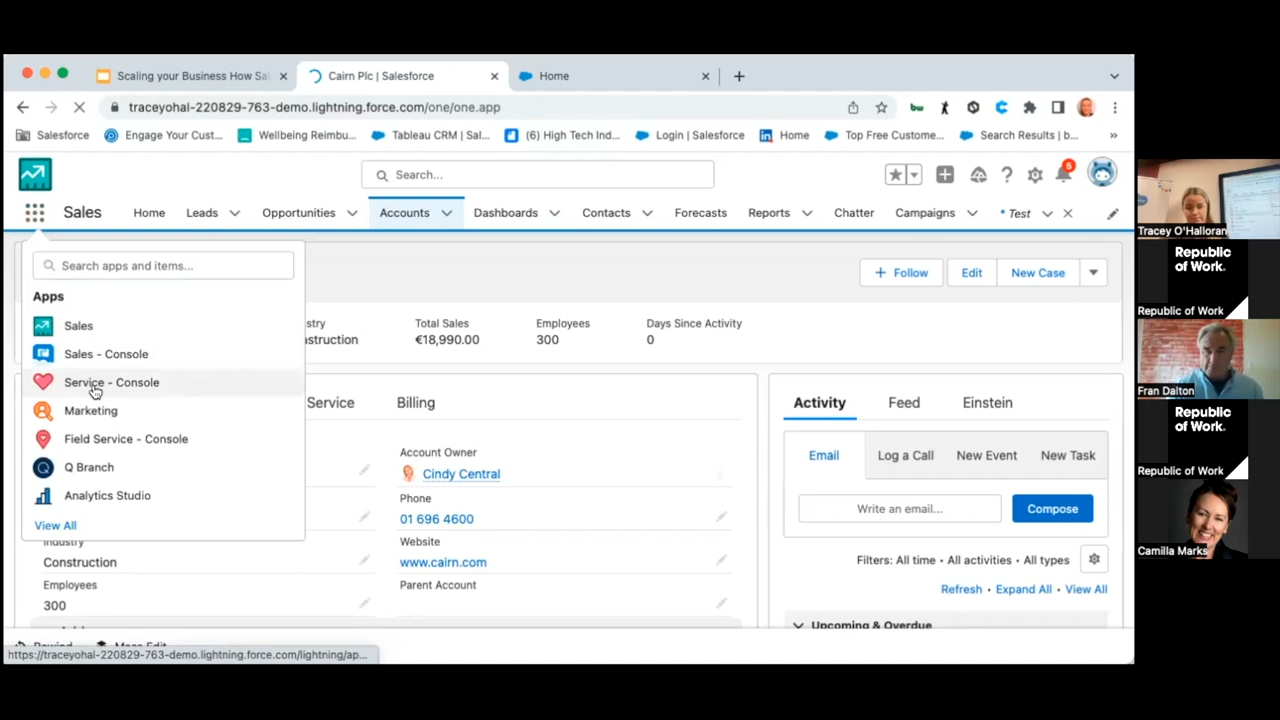 Scaling your Business How Sal
Cairn Plc | Salesforce
Home
traceyohal-220829-763-demo.lightning.force.com/one/one.app
Salesforce
Engage Your Cust...
Wellbeing Reimbu...
Tableau CRM | Sal...
(6) High Tech Ind...
Login | Salesforce
Home
Top Free Custome...
Search Results | b...
Search...
5
Sales
Home
Leads
Opportunities
Accounts
Dashboards
Contacts
Forecasts
Reports
Chatter
Campaigns
* Test
Search apps and items...
Apps
Sales
Sales - Console
Service - Console
Marketing
Field Service - Console
Q Branch
Analytics Studio
View All
+ Follow
Edit
New Case
stry
Total Sales
Employees
Days Since Activity
nstruction
€18,990.00
300
0
Service
Billing
Account Owner
Cindy Central
Phone
01 696 4600
Website
www.cairn.com
Parent Account
Industry
Construction
Employees
300
Activity
Feed
Einstein
Email
Log a Call
New Event
New Task
Write an email...
Compose
Filters: All time • All activities • All types
Refresh • Expand All • View All
Upcoming & Overdue
https://traceyohal-220829-763-demo.lightning.force.com/lightning/ap...
Tracey O'Halloran
Republic
of Work.
Republic of Work
Fran Dalton
Republic
of Work.
Republic of Work
Camilla Marks